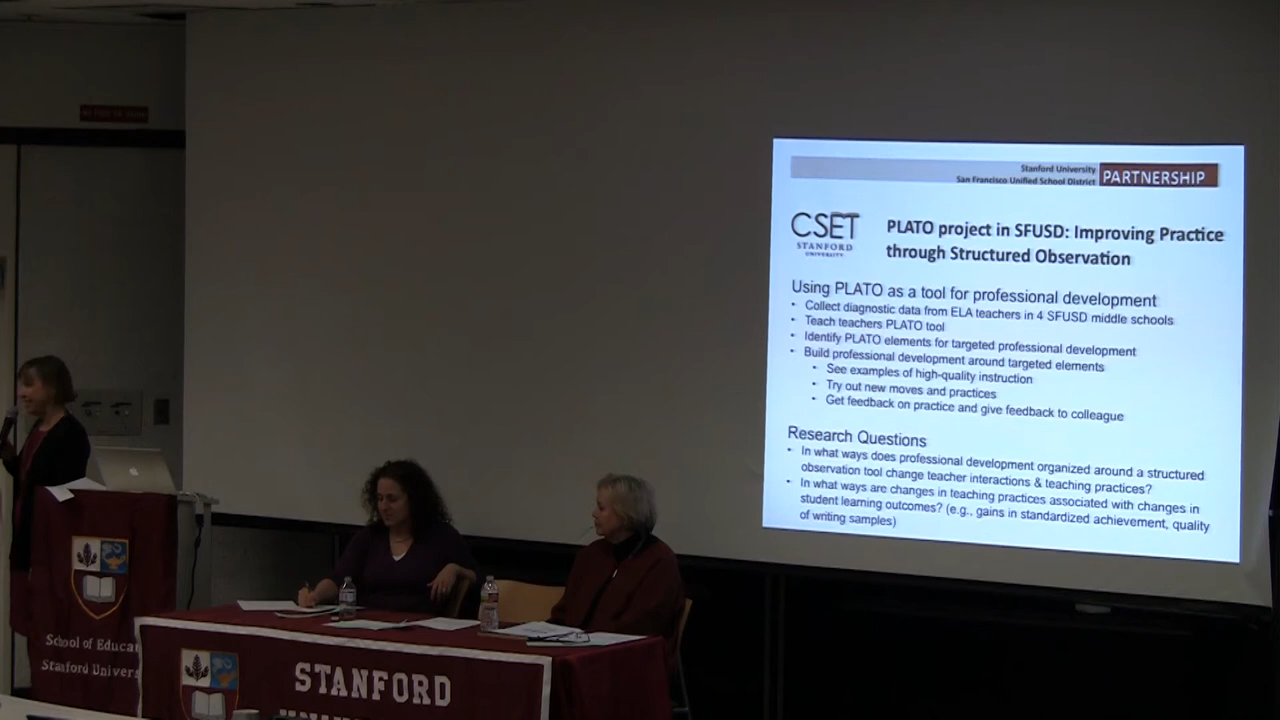 Stanford University
San Francisco Unified School District
PARTNERSHIP
CSET
STANFORD
UNIVERSITY
PLATO project in SFUSD: Improving Practice
through Structured Observation
Using PLATO as a tool for professional development
• Collect diagnostic data from ELA teachers in 4 SFUSD middle schools
• Teach teachers PLATO tool
• Identify PLATO elements for targeted professional development
• Build professional development around targeted elements
• See examples of high-quality instruction
• Try out new moves and practices
• Get feedback on practice and give feedback to colleague
Research Questions
• In what ways does professional development organized around a structured
observation tool change teacher interactions & teaching practices?
• In what ways are changes in teaching practices associated with changes in
student learning outcomes? (e.g., gains in standardized achievement, quality
of writing samples)
School of Educat
Stanford Univers
STANFORD